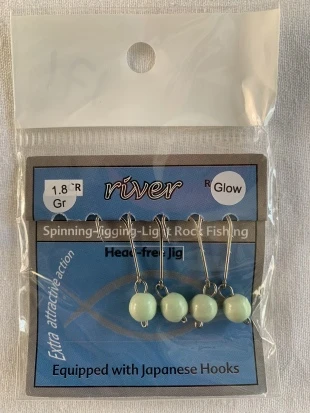 1.8 GR
Gr
river
R Glow
Spinning-Jigging-Light Rock Fishing
Head-free Jig
Extra attractive action
Equipped with Japanese Hooks